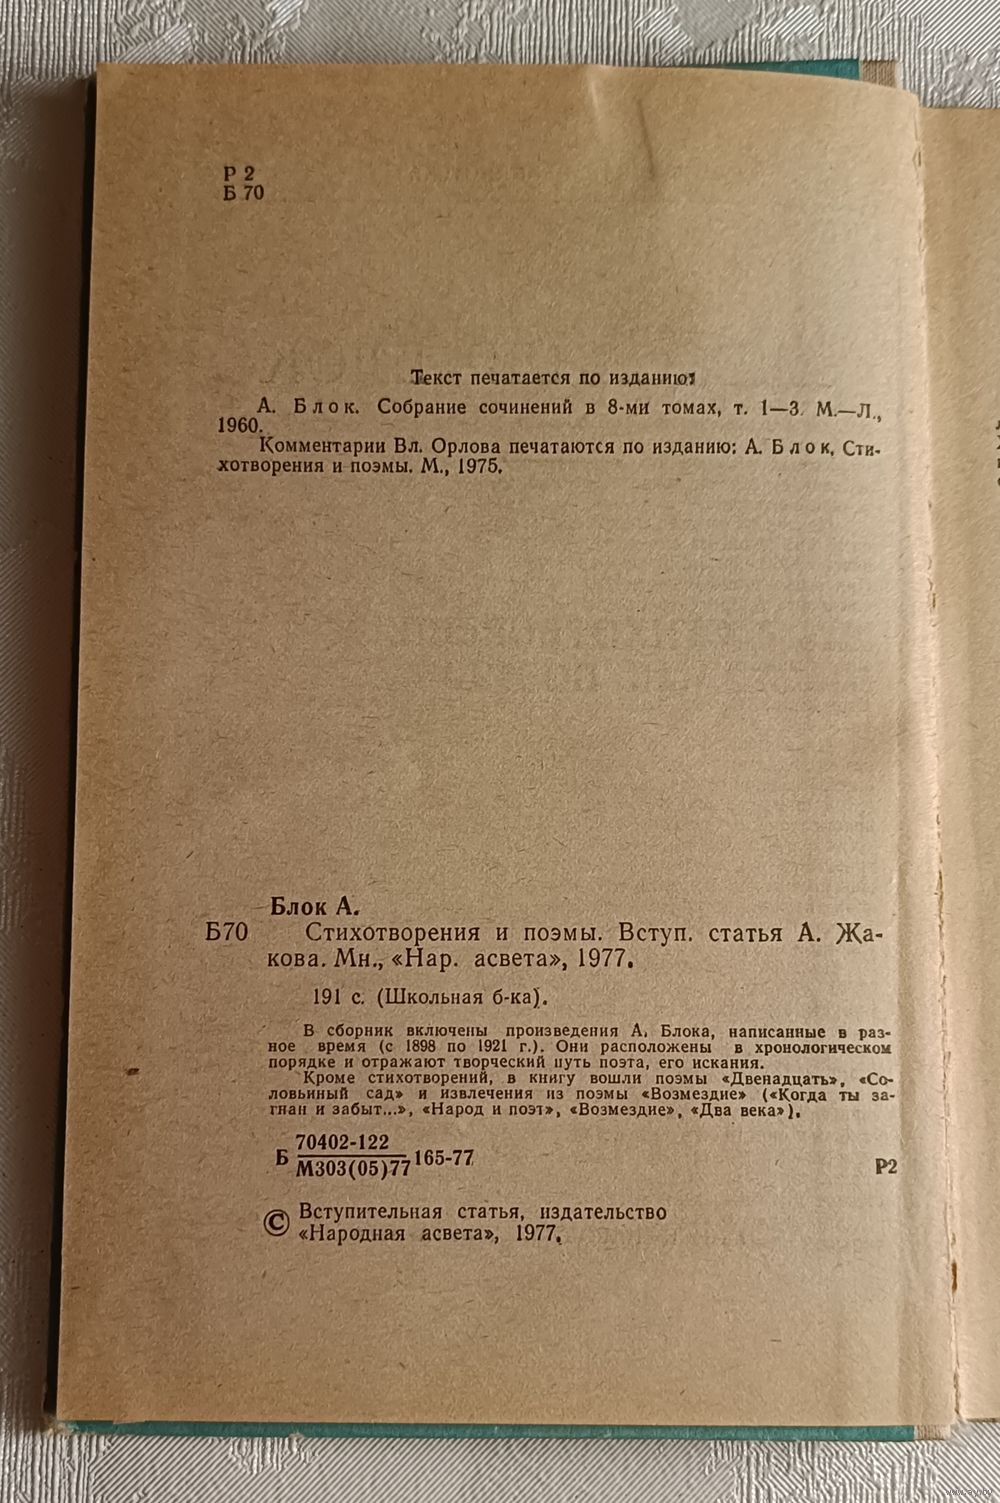 Р 2
Б 70
Текст печатается по изданию:
А. Блок. Собрание сочинений в 8-ми томах, т. 1—3. М.—Л.,
1960.
Комментарии Вл. Орлова печатаются по изданию: А. Блок. Сти-
хотворения и поэмы. М., 1975.
Блок А.
Б70 Стихотворения и поэмы. Вступ. статья А. Жа-
кова. Мн., «Нар. асвета», 1977.
191 с. (Школьная б-ка).
В сборник включены произведения А. Блока, написанные в раз-
ное время (с 1898 по 1921 г.). Они расположены в хронологическом
порядке и отражают творческий путь поэта, его искания.
Кроме стихотворений, в книгу вошли поэмы «Двенадцать», «Со-
ловьиный сад» и извлечения из поэмы «Возмездие» («Когда ты за-
гнан и забыт...», «Народ и поэт», «Возмездие», «Два века»).
Б 70402-122
М303(05)77 165-77
Р2
© Вступительная статья, издательство
«Народная асвета», 1977.